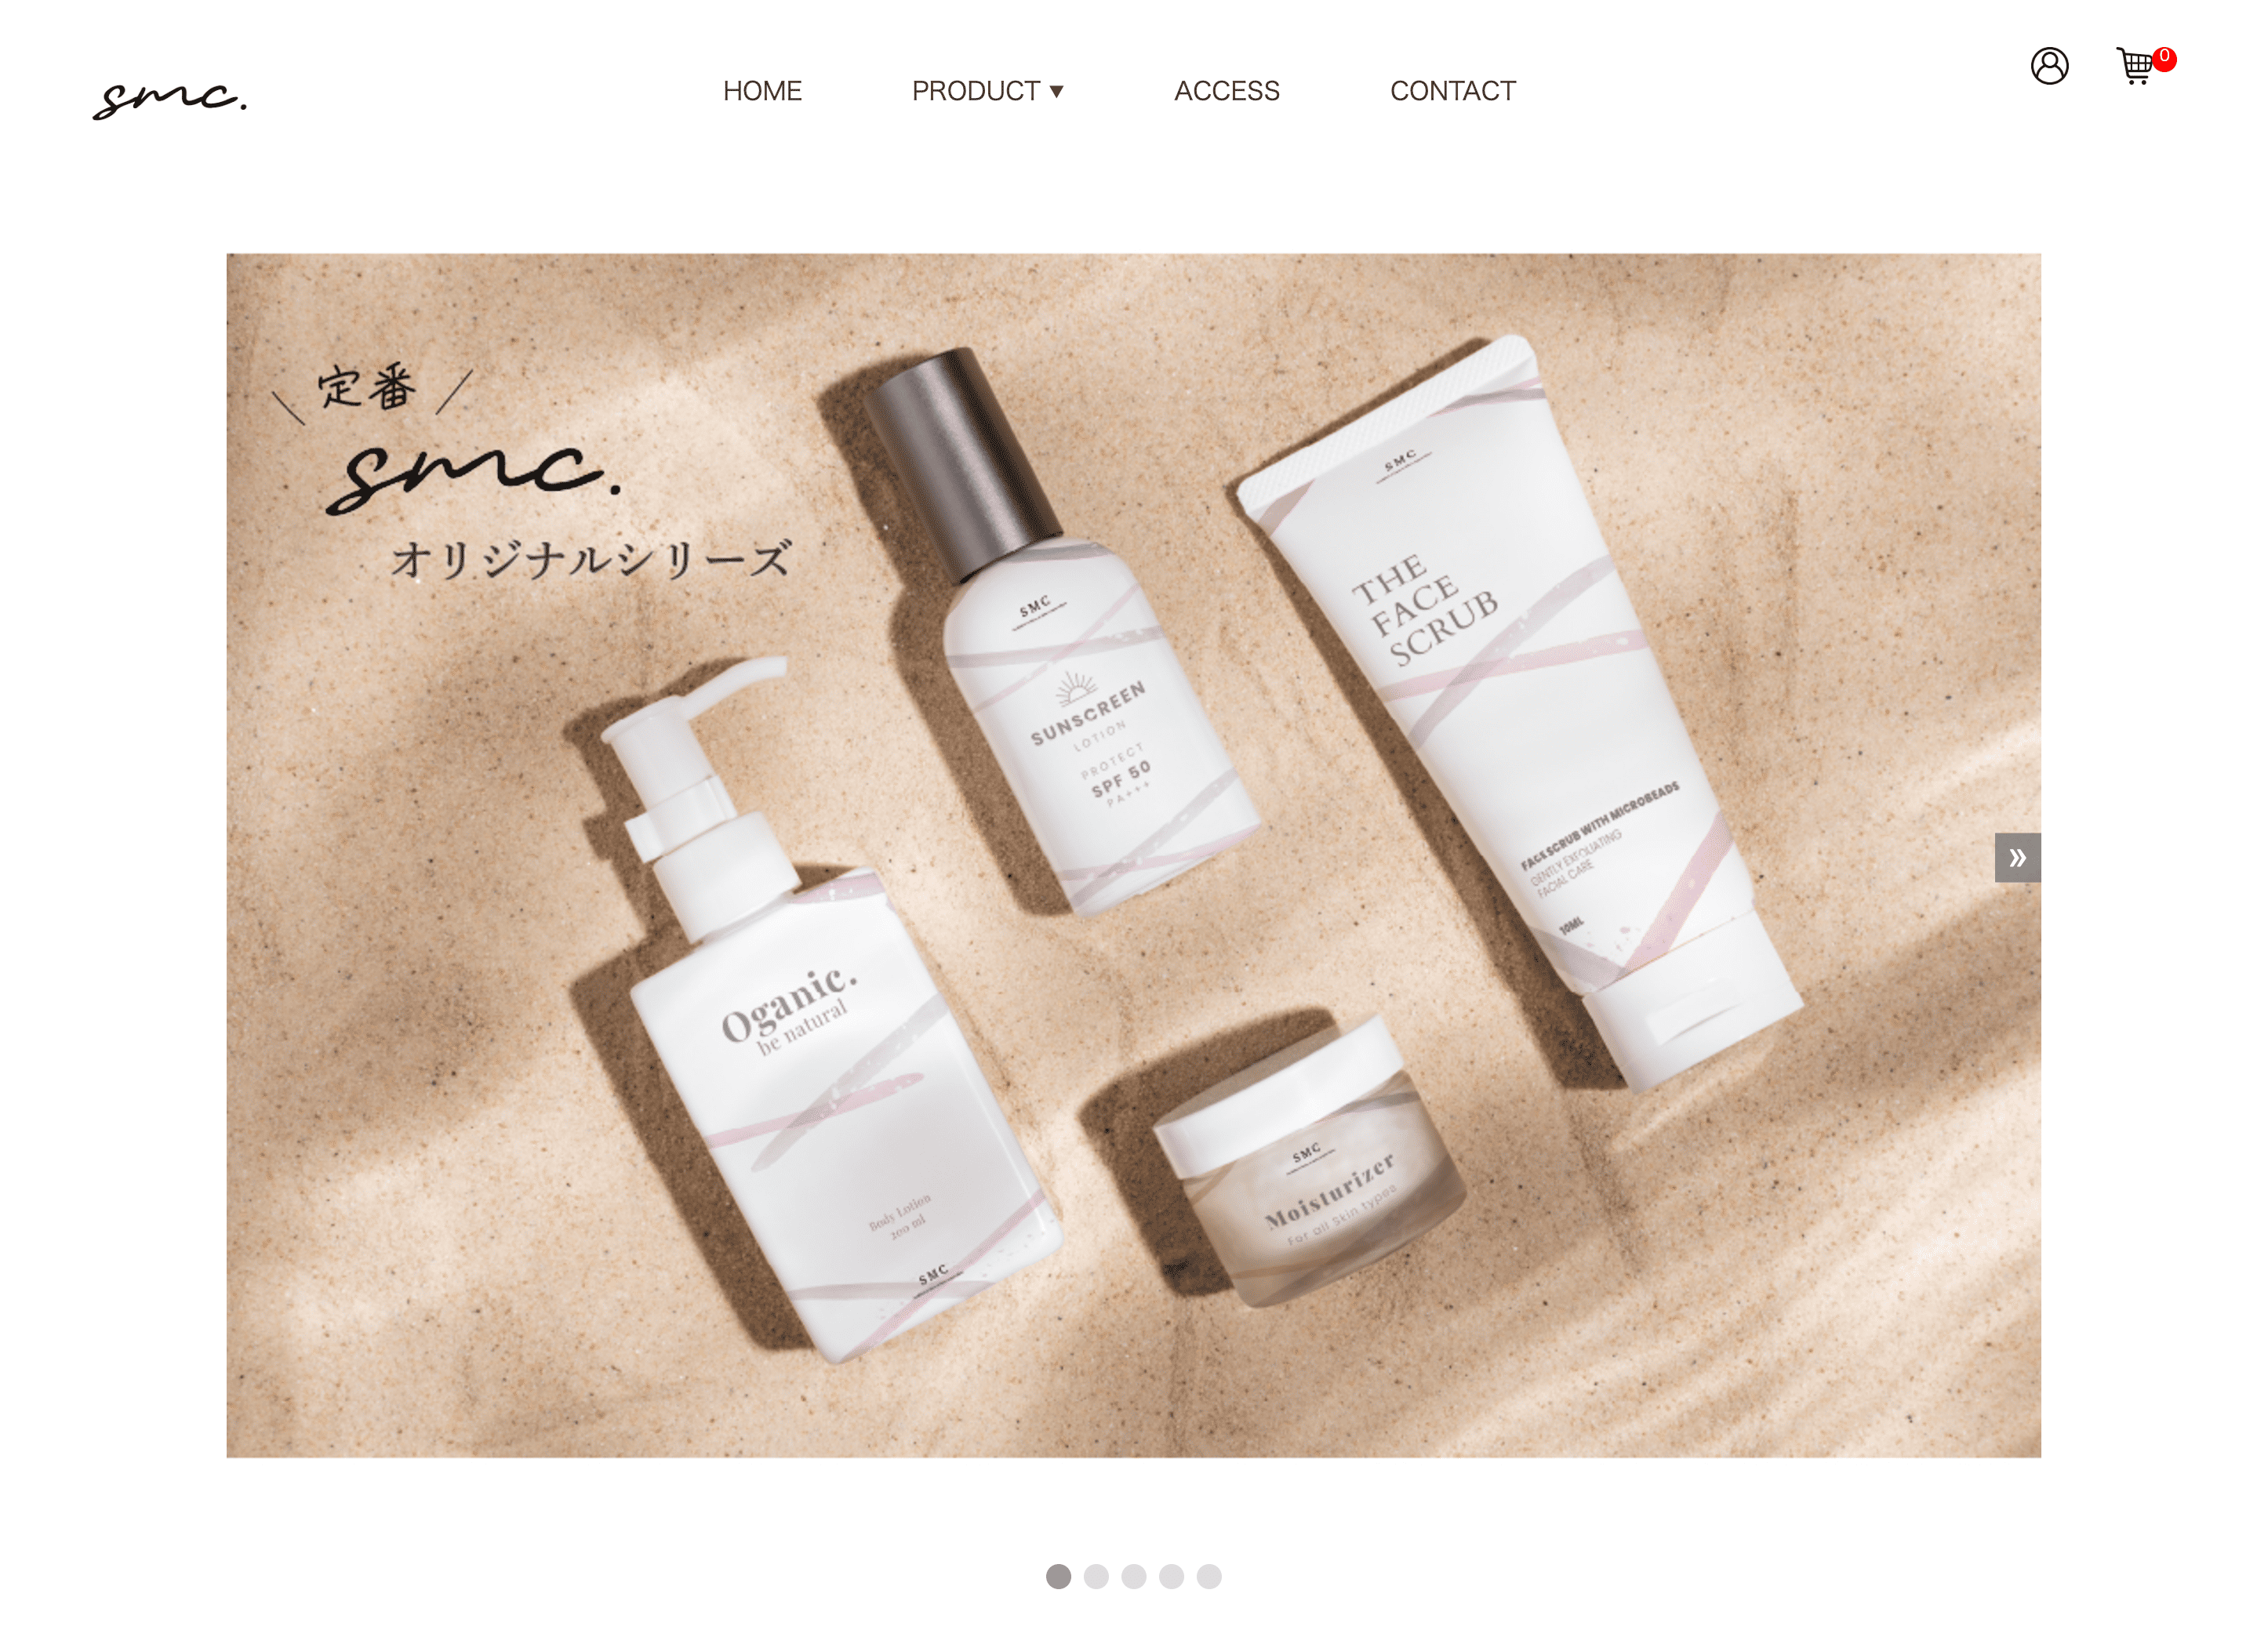 smc.
HOME
PRODUCT ▼
ACCESS
CONTACT
0
定番
smc.
オリジナルシリーズ
SMC
SUNSCREEN
LOTION
PROTECT
SPF 50
PA+++
SMC
THE
FACE
SCRUB
FACE SCRUB WITH MICROBEADS
GENTLY EXFOLIATING
FACIAL CARE
30ML
Oganic.
be natural
Body Lotion
200 ml
SMC
SMC
Moisturizer
For all skin types
»